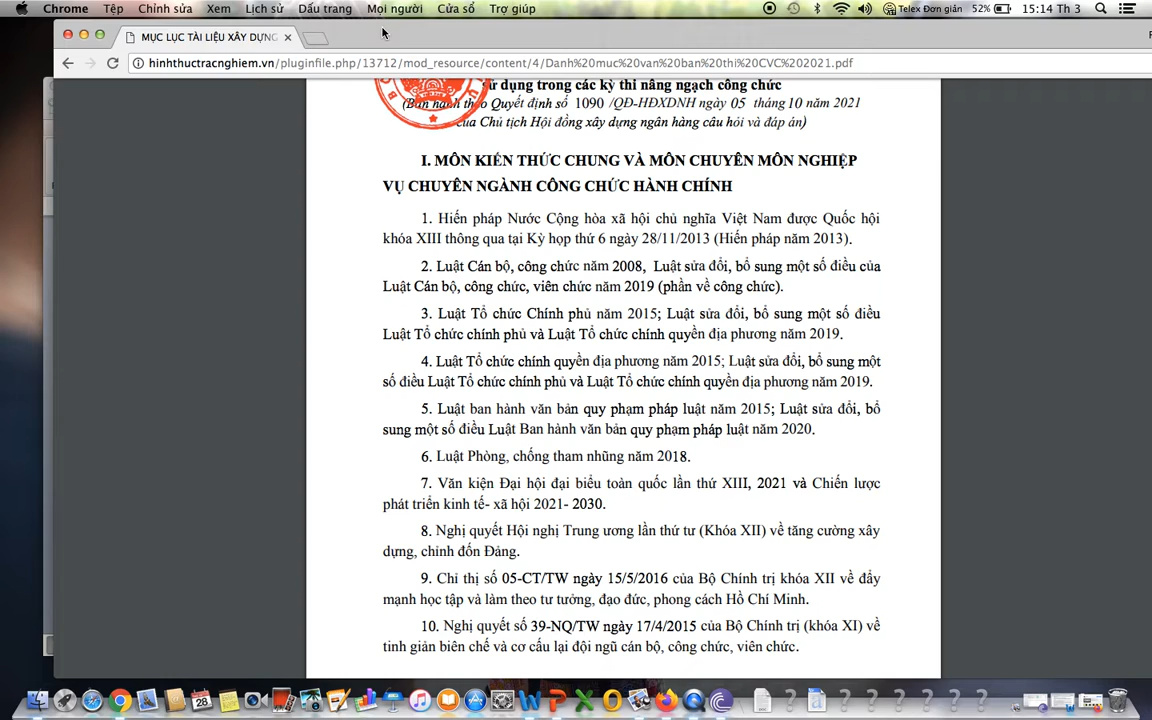 Chrome Tệp Chỉnh sửa Xem Lịch sử Dấu trang Mọi người Cửa sổ Trợ giúp Telex Đơn giản 52% 15:14 Th 3
MỤC LỤC TÀI LIỆU XÂY DỰNG
hinhthuctracnghiem.vn/pluginfile.php/13712/mod_resource/content/4/Danh%20muc%20van%20ban%20thi%20CVC%202021.pdf
sử dụng trong các kỳ thi nâng ngạch công chức
(Ban hành theo Quyết định số 1090 /QĐ-HĐXDNH ngày 05 tháng 10 năm 2021
của Chủ tịch Hội đồng xây dựng ngân hàng câu hỏi và đáp án)
I. MÔN KIẾN THỨC CHUNG VÀ MÔN CHUYÊN MÔN NGHIỆP
VỤ CHUYÊN NGÀNH CÔNG CHỨC HÀNH CHÍNH
1. Hiến pháp Nước Cộng hòa xã hội chủ nghĩa Việt Nam được Quốc hội
khóa XIII thông qua tại Kỳ họp thứ 6 ngày 28/11/2013 (Hiến pháp năm 2013).
2. Luật Cán bộ, công chức năm 2008, Luật sửa đổi, bổ sung một số điều của
Luật Cán bộ, công chức, viên chức năm 2019 (phần về công chức).
3. Luật Tổ chức Chính phủ năm 2015; Luật sửa đổi, bổ sung một số điều
Luật Tổ chức chính phủ và Luật Tổ chức chính quyền địa phương năm 2019.
4. Luật Tổ chức chính quyền địa phương năm 2015; Luật sửa đổi, bổ sung một
số điều Luật Tổ chức chính phủ và Luật Tổ chức chính quyền địa phương năm 2019.
5. Luật ban hành văn bản quy phạm pháp luật năm 2015; Luật sửa đổi, bổ
sung một số điều Luật Ban hành văn bản quy phạm pháp luật năm 2020.
6. Luật Phòng, chống tham nhũng năm 2018.
7. Văn kiện Đại hội đại biểu toàn quốc lần thứ XIII, 2021 và Chiến lược
phát triển kinh tế- xã hội 2021- 2030.
8. Nghị quyết Hội nghị Trung ương lần thứ tư (Khóa XII) về tăng cường xây
dựng, chỉnh đốn Đảng.
9. Chỉ thị số 05-CT/TW ngày 15/5/2016 của Bộ Chính trị khóa XII về đẩy
mạnh học tập và làm theo tư tưởng, đạo đức, phong cách Hồ Chí Minh.
10. Nghị quyết số 39-NQ/TW ngày 17/4/2015 của Bộ Chính trị (khóa XI) về
tinh giản biên chế và cơ cấu lại đội ngũ cán bộ, công chức, viên chức.